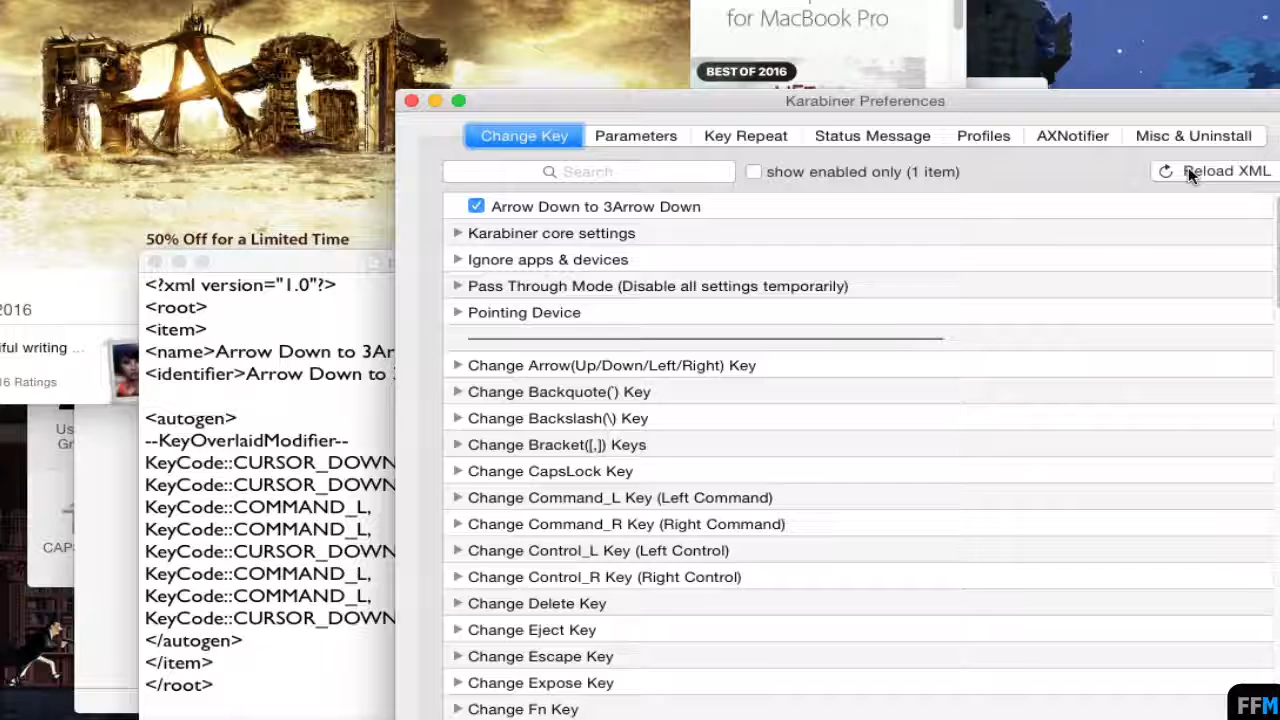 RAGE
for MacBook Pro
BEST OF 2016
50% Off for a Limited Time
2016
iful writing ...
16 Ratings
Us
Gr
CAPS
<?xml version="1.0"?>
<root>
<item>
<name>Arrow Down to 3Ar
<identifier>Arrow Down to
<autogen>
--KeyOverlaidModifier--
KeyCode::CURSOR_DOWN
KeyCode::CURSOR_DOWN
KeyCode::COMMAND_L,
KeyCode::COMMAND_L,
KeyCode::CURSOR_DOWN
KeyCode::COMMAND_L,
KeyCode::COMMAND_L,
KeyCode::CURSOR_DOWN
</autogen>
</item>
</root>
Karabiner Preferences
Change Key Parameters Key Repeat Status Message Profiles AXNotifier Misc & Uninstall
Search show enabled only (1 item) Reload XML
Arrow Down to 3Arrow Down
Karabiner core settings
Ignore apps & devices
Pass Through Mode (Disable all settings temporarily)
Pointing Device
Change Arrow(Up/Down/Left/Right) Key
Change Backquote(`) Key
Change Backslash(\) Key
Change Bracket([,]) Keys
Change CapsLock Key
Change Command_L Key (Left Command)
Change Command_R Key (Right Command)
Change Control_L Key (Left Control)
Change Control_R Key (Right Control)
Change Delete Key
Change Eject Key
Change Escape Key
Change Expose Key
Change Fn Key
FFM